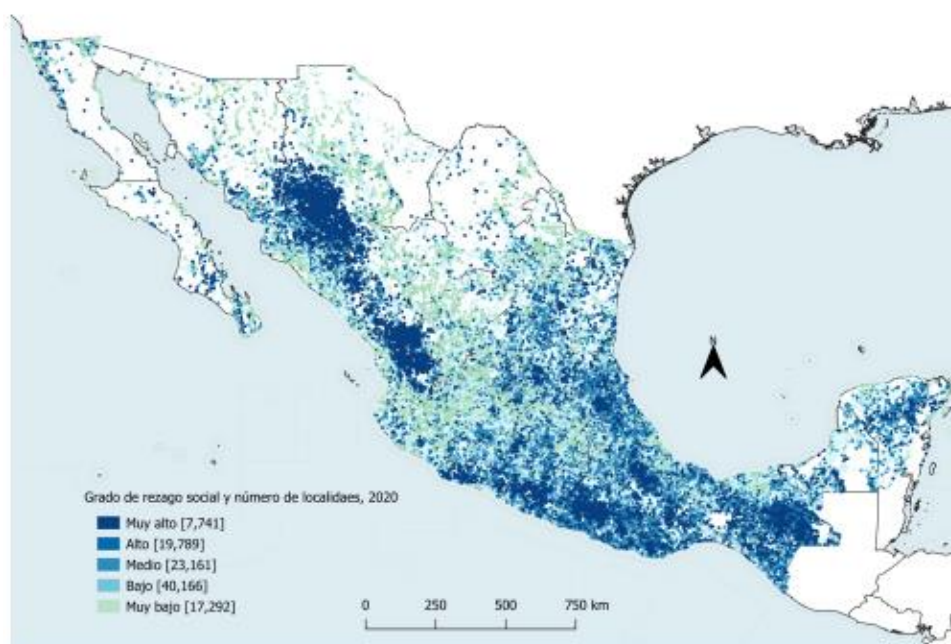 N
Grado de rezago social y número de localidaes, 2020
Muy alto [7,741]
Alto [19,789]
Medio [23,161]
Bajo [40,166]
Muy bajo [17,292]
0 250 500 750 km